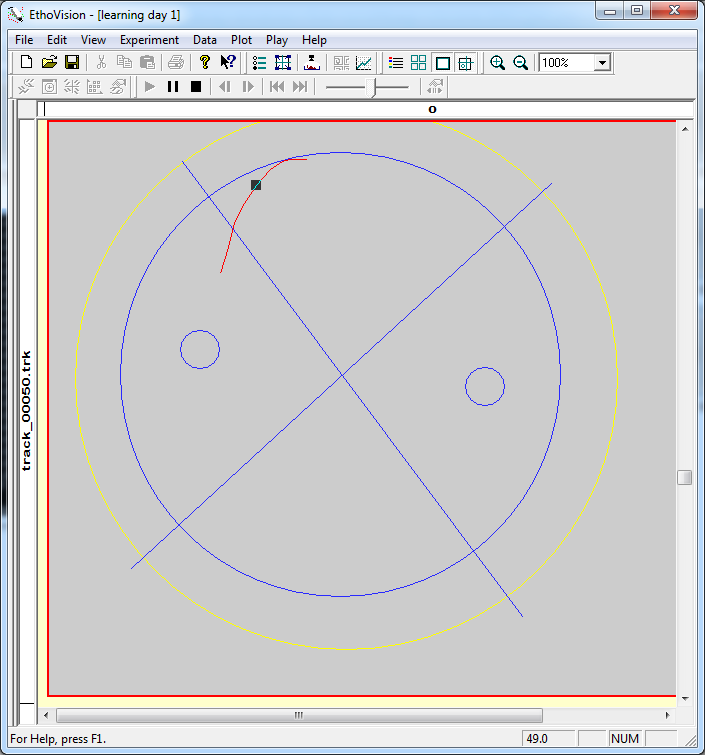 EthoVision - [learning day 1]
File Edit View Experiment Data Plot Play Help
100%
0
track_00050.trk
For Help, press F1.
49.0 NUM